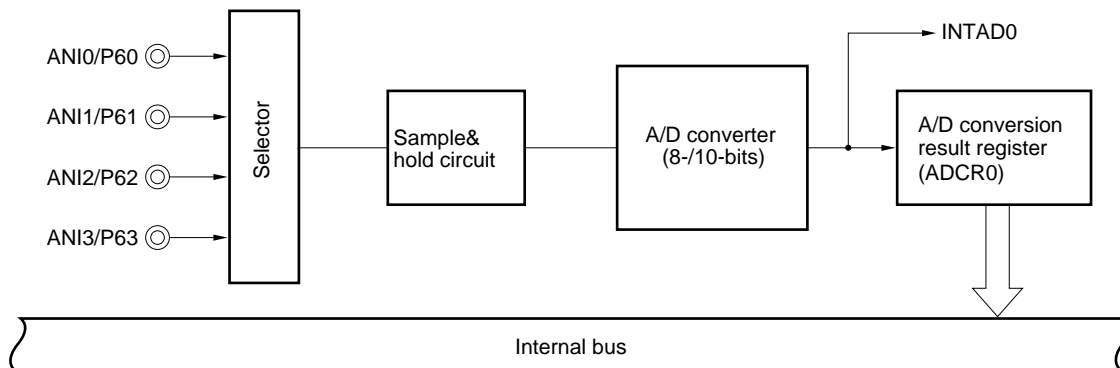 INTAD0
ANI0/P60
ANI1/P61
ANI2/P62
ANI3/P63
Selector
Sample&
hold circuit
A/D converter
(8-/10-bits)
A/D conversion
result register
(ADCR0)
Internal bus